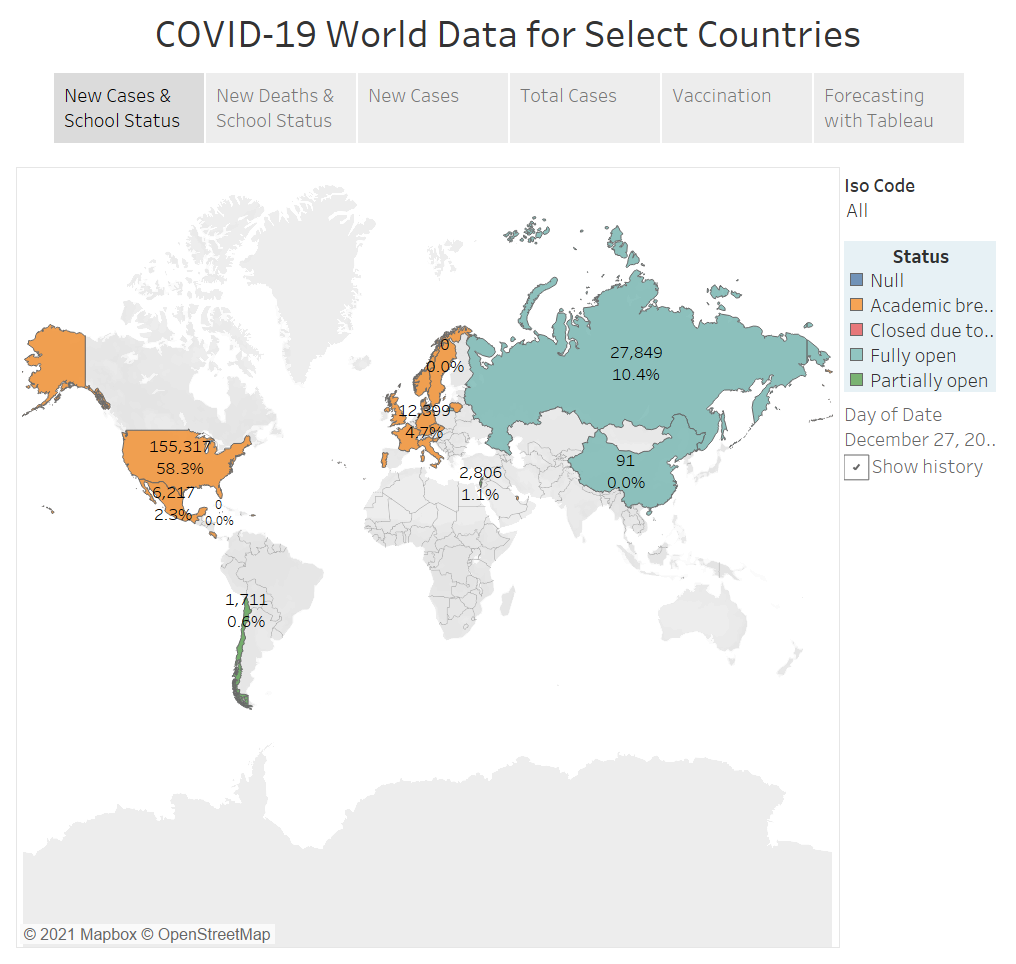 COVID-19 World Data for Select Countries
New Cases &
School Status
New Deaths &
School Status
New Cases
Total Cases
Vaccination
Forecasting
with Tableau
Iso Code
All
Status
Null
Academic bre..
Closed due to..
Fully open
Partially open
Day of Date
December 27, 20..
Show history
27,849
10.4%
0
0.0%
12,399
4.7%
155,317
58.3%
6,217
2.3%
0
0.0%
2,806
1.1%
91
0.0%
1,711
0.6%
© 2021 Mapbox © OpenStreetMap